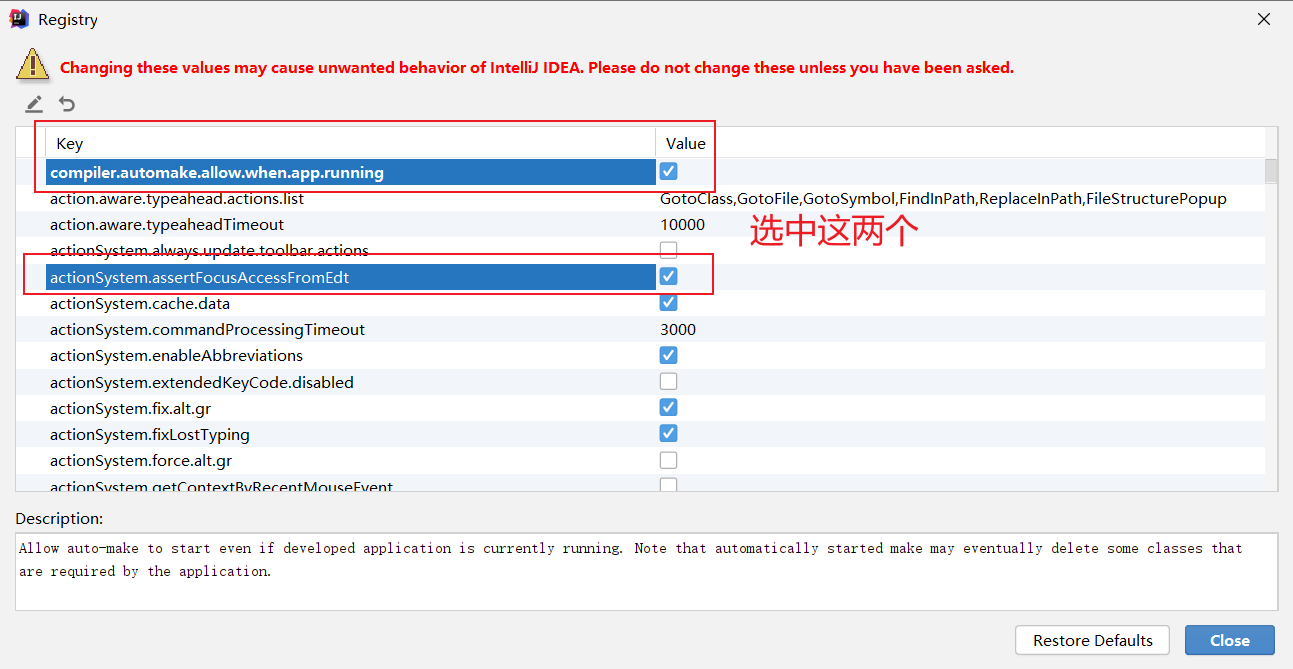 Registry
Changing these values may cause unwanted behavior of IntelliJ IDEA. Please do not change these unless you have been asked.
Key Value
compiler.automake.allow.when.app.running
action.aware.typeahead.actions.list GotoClass,GotoFile,GotoSymbol,FindInPath,ReplaceInPath,FileStructurePopup
action.aware.typeaheadTimeout 10000
选中这两个
actionSystem.always.update.toolbar.actions
actionSystem.assertFocusAccessFromEdt
actionSystem.cache.data
actionSystem.commandProcessingTimeout 3000
actionSystem.enableAbbreviations
actionSystem.extendedKeyCode.disabled
actionSystem.fix.alt.gr
actionSystem.fixLostTyping
actionSystem.force.alt.gr
actionSystem.getContextByRecentMouseEvent
Description:
Allow auto-make to start even if developed application is currently running. Note that automatically started make may eventually delete some classes that
are required by the application.
Restore Defaults Close